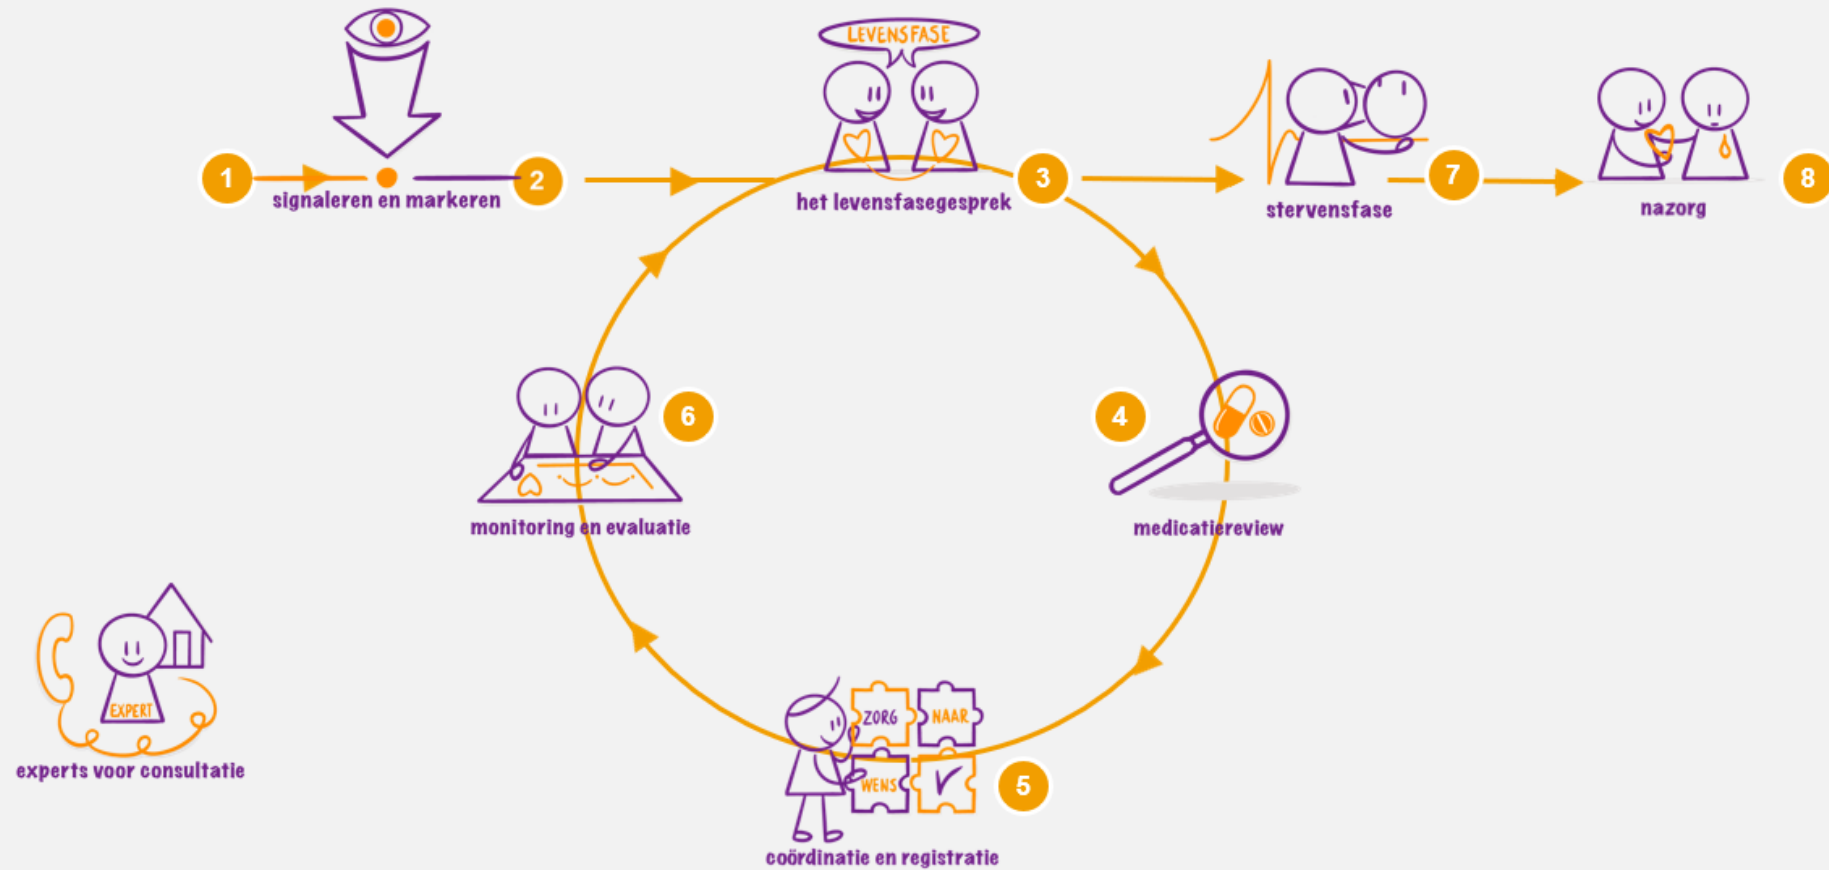 LEVENSFASE
1
2
3
7
8
signaleren en markeren
het levensfasegesprek
stervensfase
nazorg
6
4
monitoring en evaluatie
medicatiereview
EXPERT
experts voor consultatie
ZORG NAAR
WENS
5
coördinatie en registratie